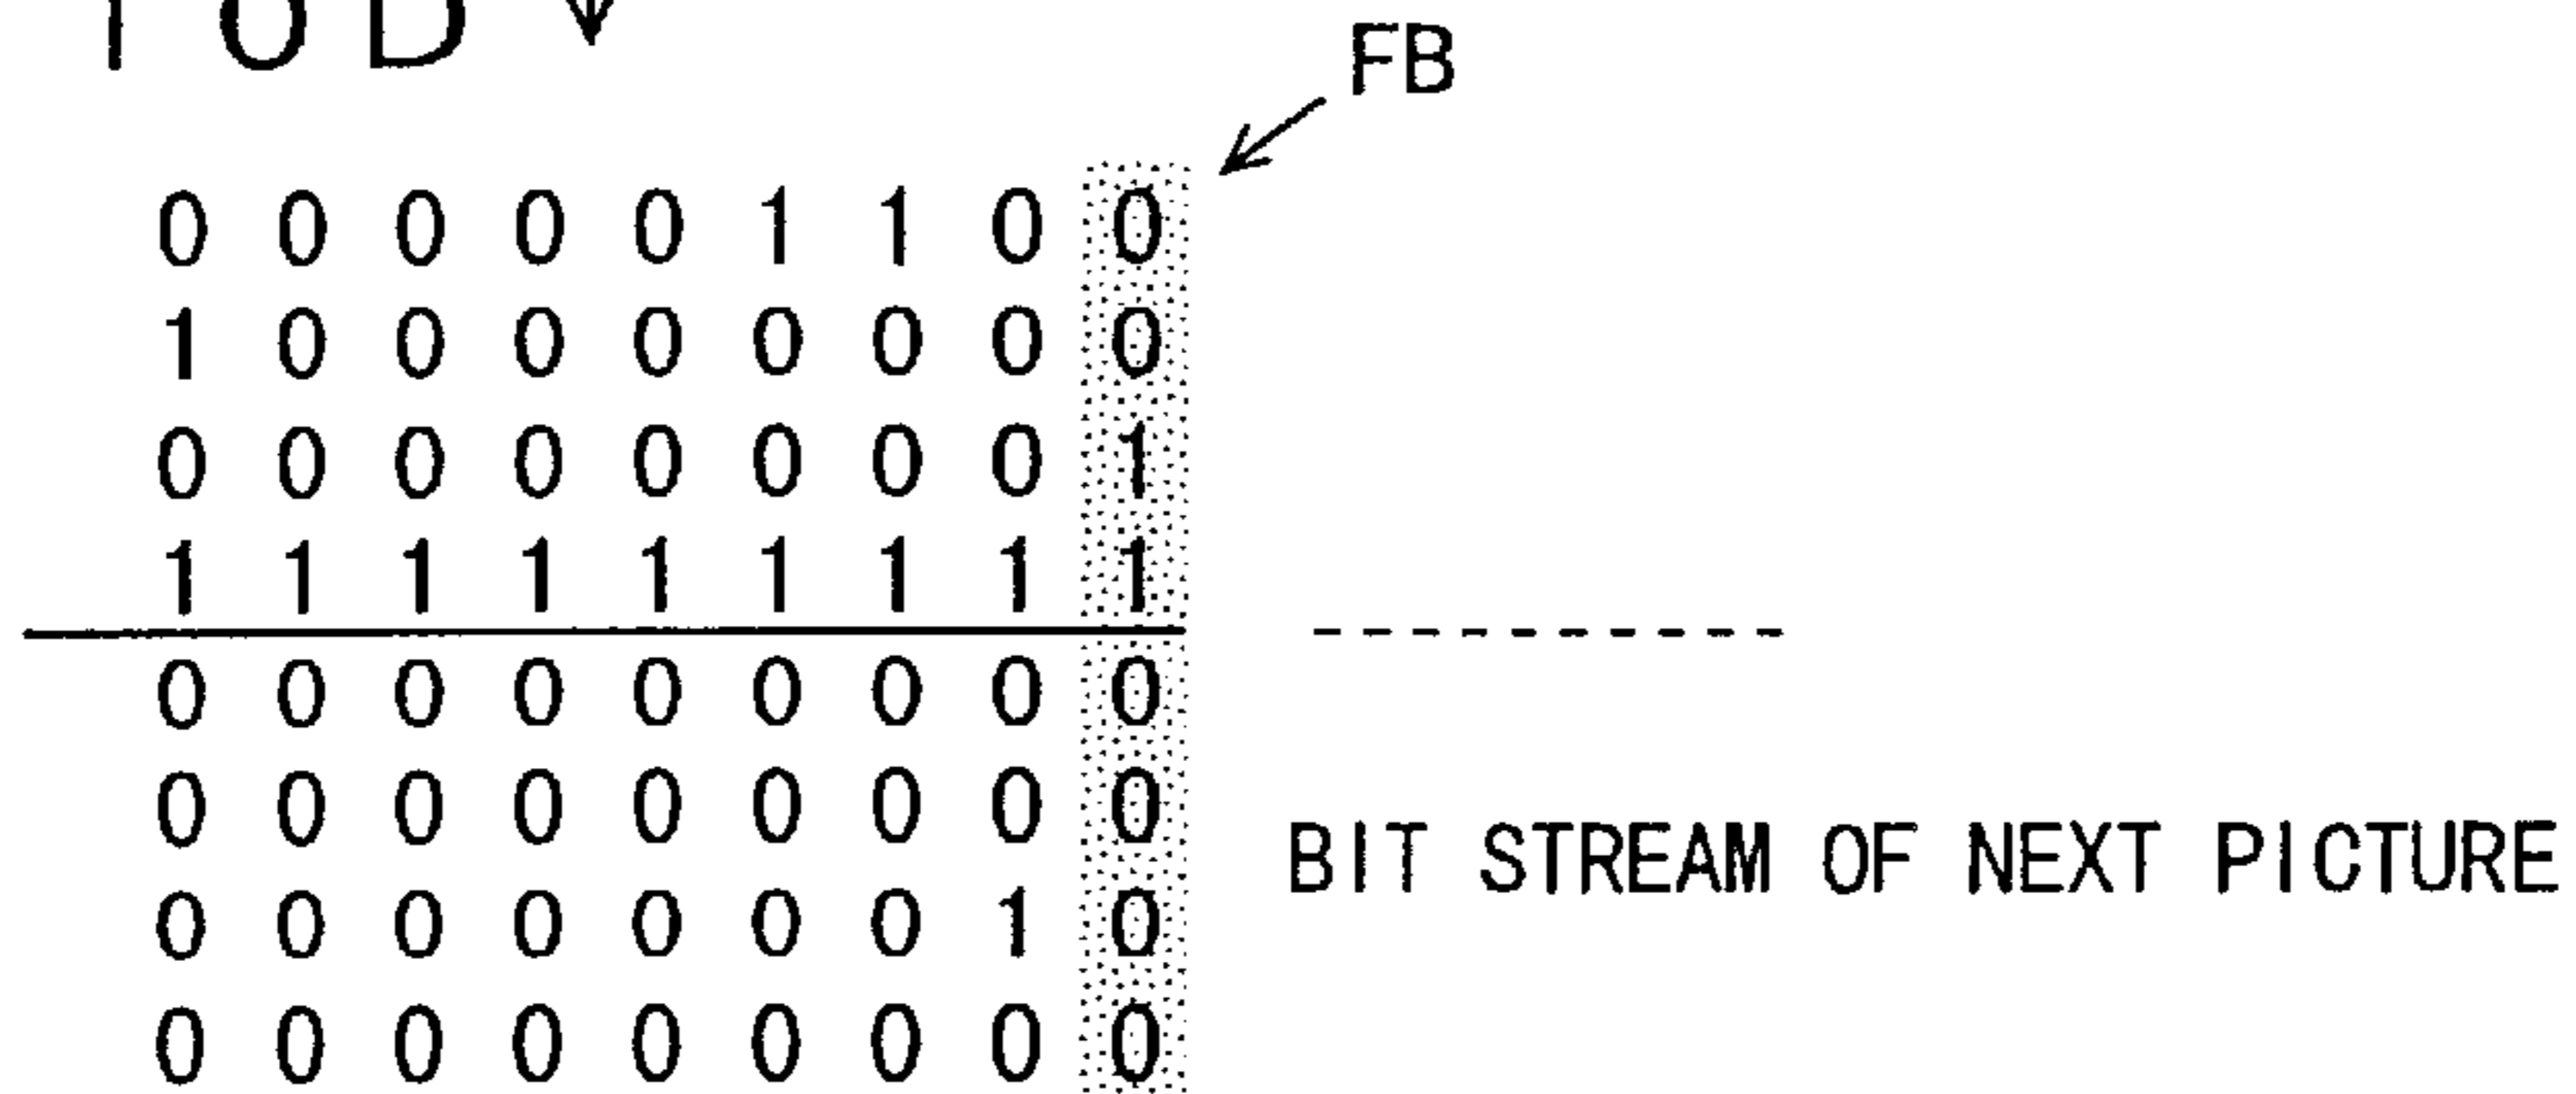 FB
0 0 0 0 0 1 1 0 0
1 0 0 0 0 0 0 0 0
0 0 0 0 0 0 0 0 1
1 1 1 1 1 1 1 1 1
0 0 0 0 0 0 0 0 0
0 0 0 0 0 0 0 0 0
BIT STREAM OF NEXT PICTURE
0 0 0 0 0 0 0 1 0
0 0 0 0 0 0 0 0 0